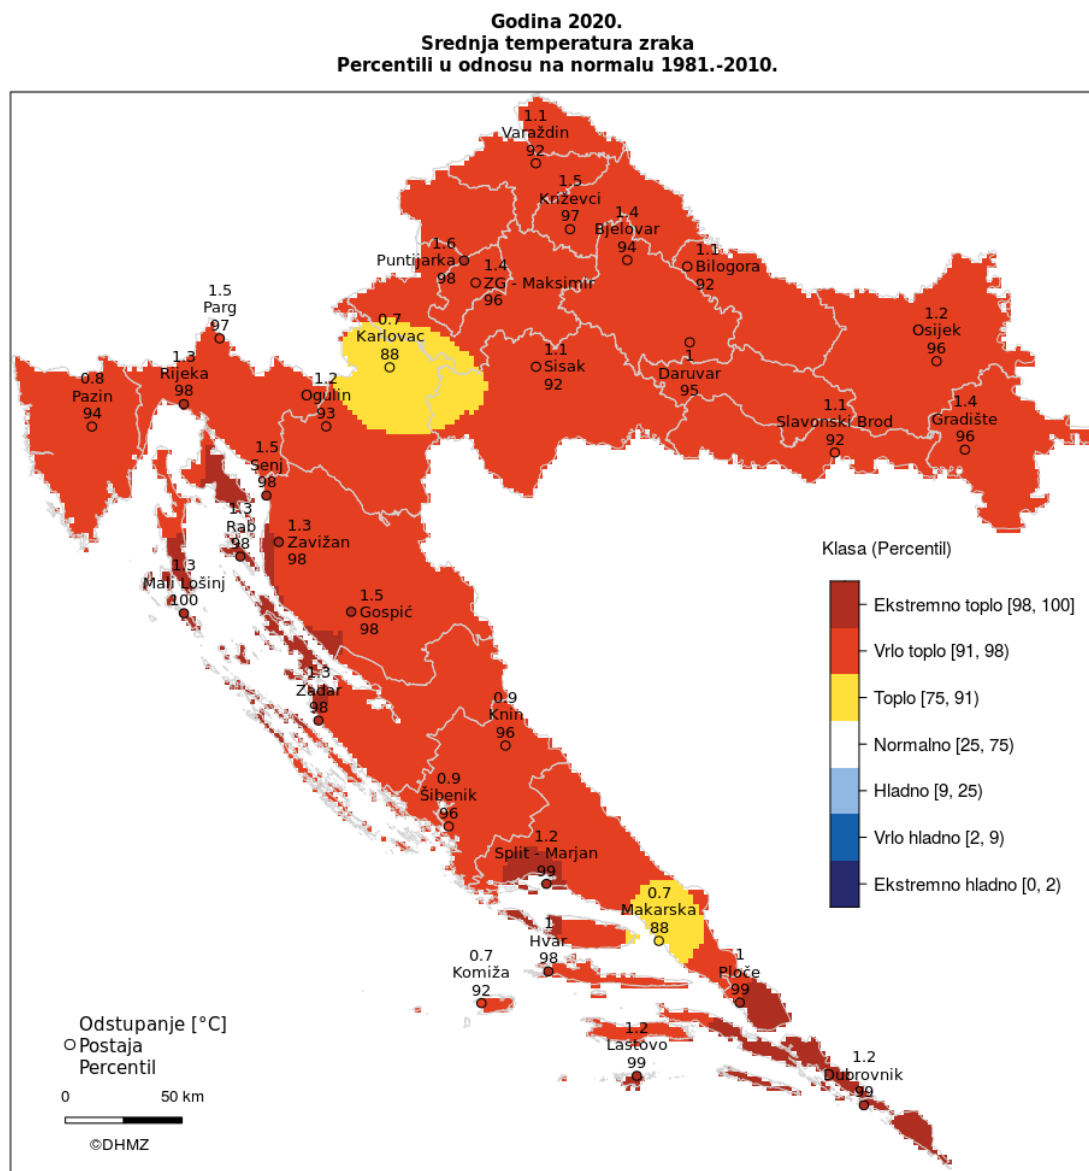 Godina 2020.
Srednja temperatura zraka
Percentili u odnosu na normalu 1981.-2010.
1.1
Varaždin
92
1.5
Križevci
97
1.4
Bjelovar
94
1.6
Puntijarka
98
1.4
ZG - Maksimir
96
1.1
Bilogora
92
1.5
Parg
97
0.7
Karlovac
88
1.2
Osijek
96
1.3
Rijeka
98
1.1
Sisak
92
1
Daruvar
95
0.8
Pazin
94
1.2
Ogulin
93
1.4
Gradište
96
1.1
Slavonski Brod
92
1.5
Senj
98
1.3
Rab
98
1.3
Zavižan
98
1.3
Mali Lošinj
100
1.5
Gospić
98
1.3
Zadar
98
0.9
Knin
96
0.9
Šibenik
96
1.2
Split - Marjan
99
0.7
Makarska
88
1
Hvar
98
0.7
Komiža
92
1
Ploče
99
1.2
Lastovo
99
1.2
Dubrovnik
99
Klasa (Percentil)
Ekstremno toplo [98, 100]
Vrlo toplo [91, 98)
Toplo [75, 91)
Normalno [25, 75)
Hladno [9, 25)
Vrlo hladno [2, 9)
Ekstremno hladno [0, 2)
Odstupanje [°C]
Postaja
Percentil
0 50 km
©DHMZ